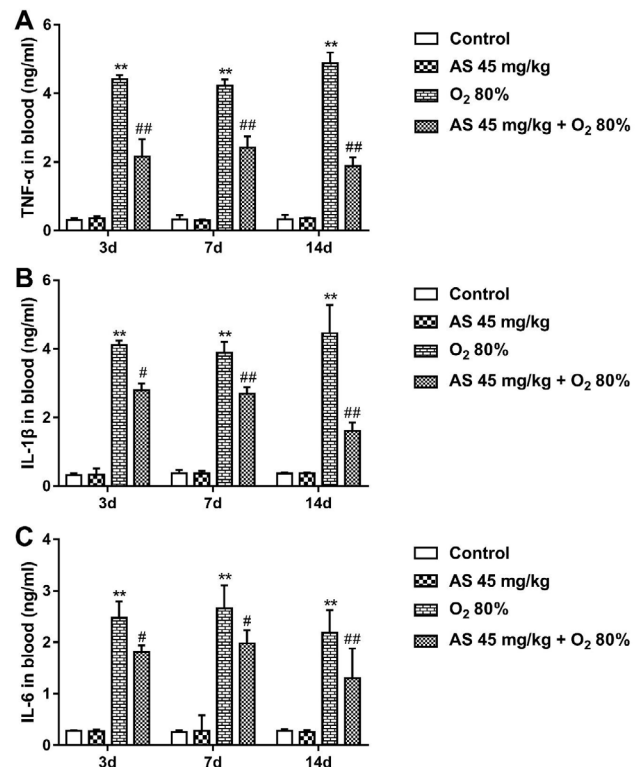 A
TNF-α in blood (ng/ml)
6
4
2
0
** ** **
## ## ##
3d 7d 14d
Control
AS 45 mg/kg
O₂ 80%
AS 45 mg/kg + O₂ 80%
B
IL-1β in blood (ng/ml)
6
4
2
0
** ** **
# ## ##
3d 7d 14d
Control
AS 45 mg/kg
O₂ 80%
AS 45 mg/kg + O₂ 80%
C
IL-6 in blood (ng/ml)
4
3
2
1
0
** ** **
# # ##
3d 7d 14d
Control
AS 45 mg/kg
O₂ 80%
AS 45 mg/kg + O₂ 80%